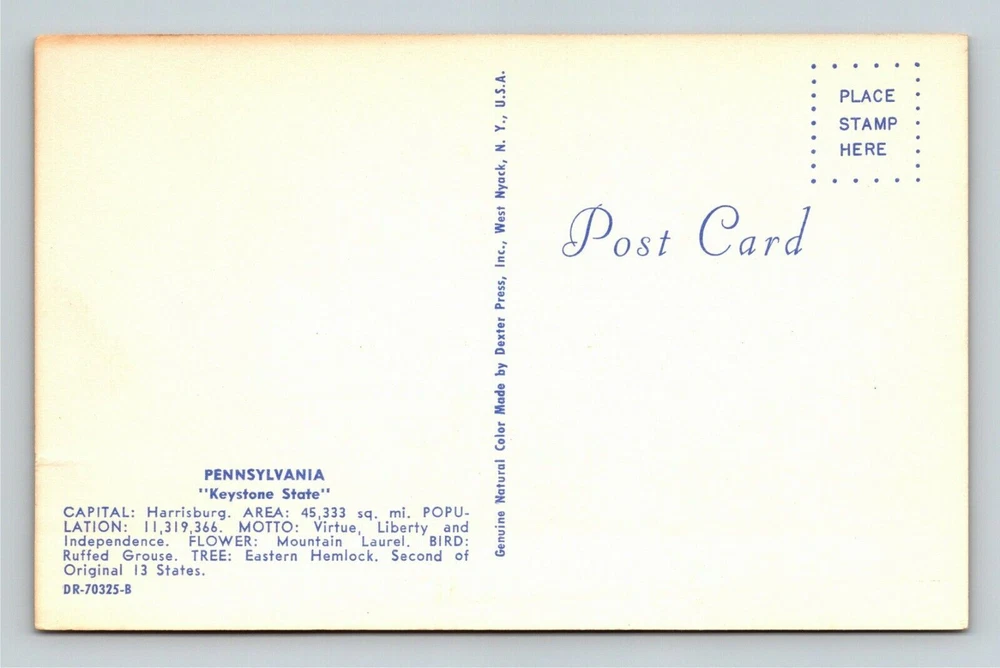 PENNSYLVANIA
"Keystone State"
CAPITAL: Harrisburg. AREA: 45,333 sq. mi. POPU-
LATION: 11,319,366. MOTTO: Virtue, Liberty and
Independence. FLOWER: Mountain Laurel. BIRD:
Ruffed Grouse. TREE: Eastern Hemlock. Second of
Original 13 States.
DR-70325-B
Genuine Natural Color Made by Dexter Press, Inc., West Nyack, N. Y., U.S.A.
PLACE
STAMP
HERE
Post Card